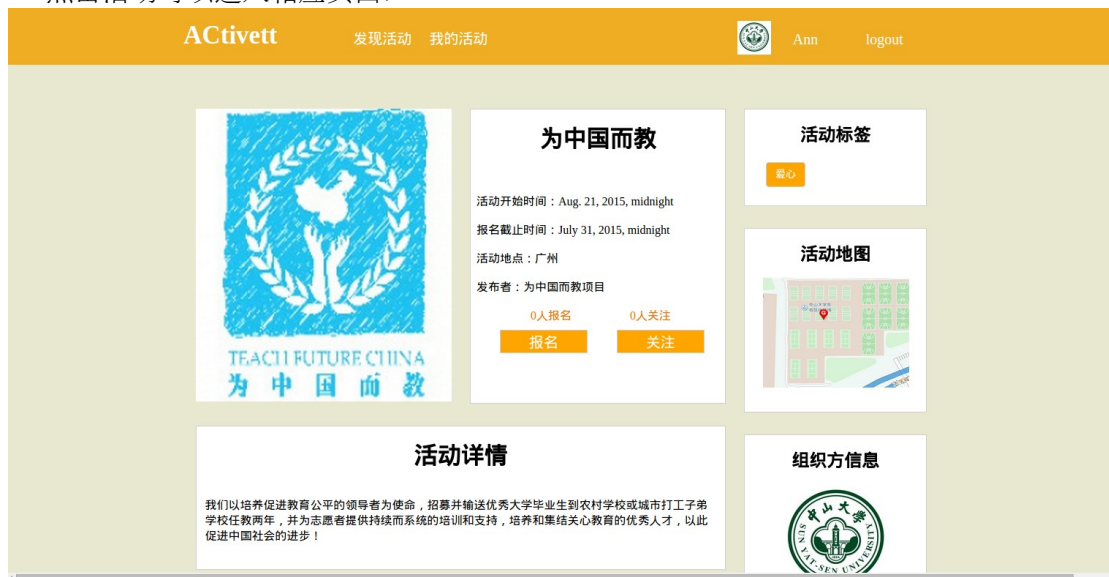 ACtivett
发现活动 我的活动
Ann
logout
TEACH FUTURE CHINA
为中国而教
为中国而教
活动开始时间：Aug. 21, 2015, midnight
报名截止时间：July 31, 2015, midnight
活动地点：广州
发布者：为中国而教项目
0人报名 0人关注
报名 关注
活动标签
爱心
活动地图
活动详情
我们以培养促进教育公平的领导者为使命，招募并输送优秀大学毕业生到农村学校或城市打工子弟
学校任教两年，并为志愿者提供持续而系统的培训和支持，培养和集结关心教育的优秀人才，以此
促进中国社会的进步！
组织方信息
中山大学
SUN YAT-SEN UNIVERSITY